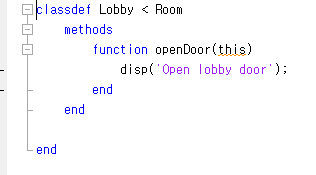 classdef Lobby < Room
    methods
        function openDoor(this)
            disp('Open lobby door');
        end
    end

end